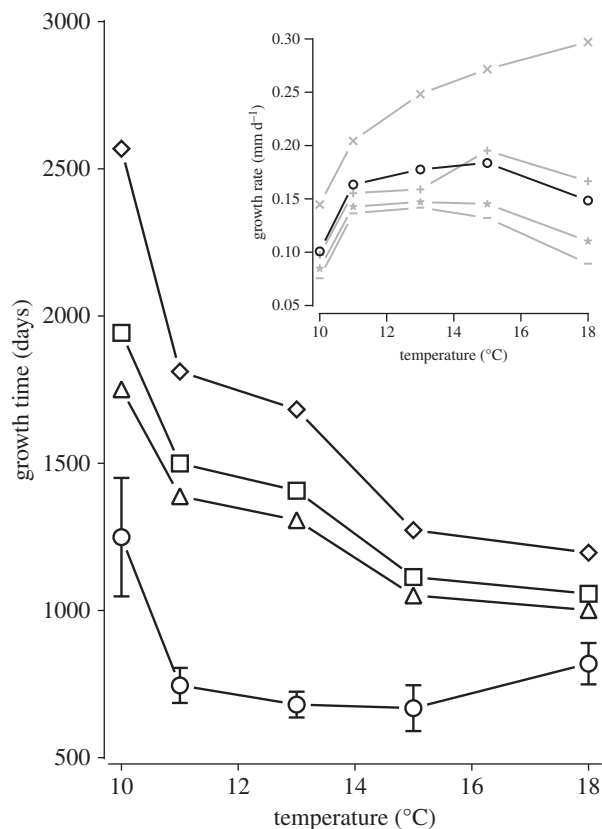 3000
2500
2000
1500
1000
500
growth time (days)
10 12 14 16 18
temperature (°C)
0.30
0.25
0.20
0.15
0.10
0.05
growth rate (mm d⁻¹)
10 12 14 16 18
temperature (°C)